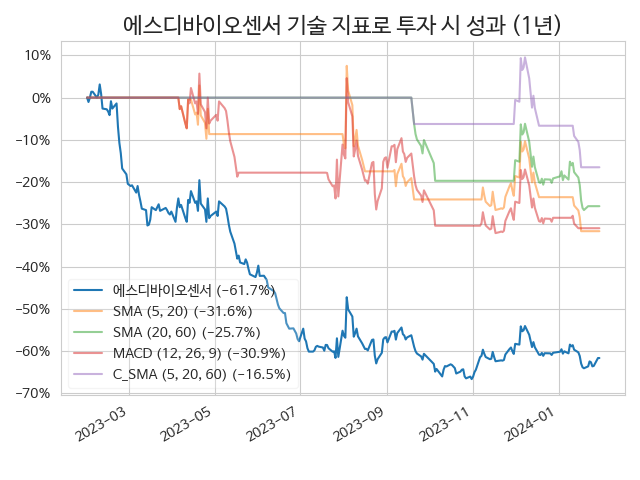 에스디바이오센서 기술 지표로 투자 시 성과 (1년)
10%
0%
−10%
−20%
−30%
−40%
−50%
−60%
−70%
에스디바이오센서 (−61.7%)
SMA (5, 20) (−31.6%)
SMA (20, 60) (−25.7%)
MACD (12, 26, 9) (−30.9%)
C_SMA (5, 20, 60) (−16.5%)
2023−03
2023−05
2023−07
2023−09
2023−11
2024−01